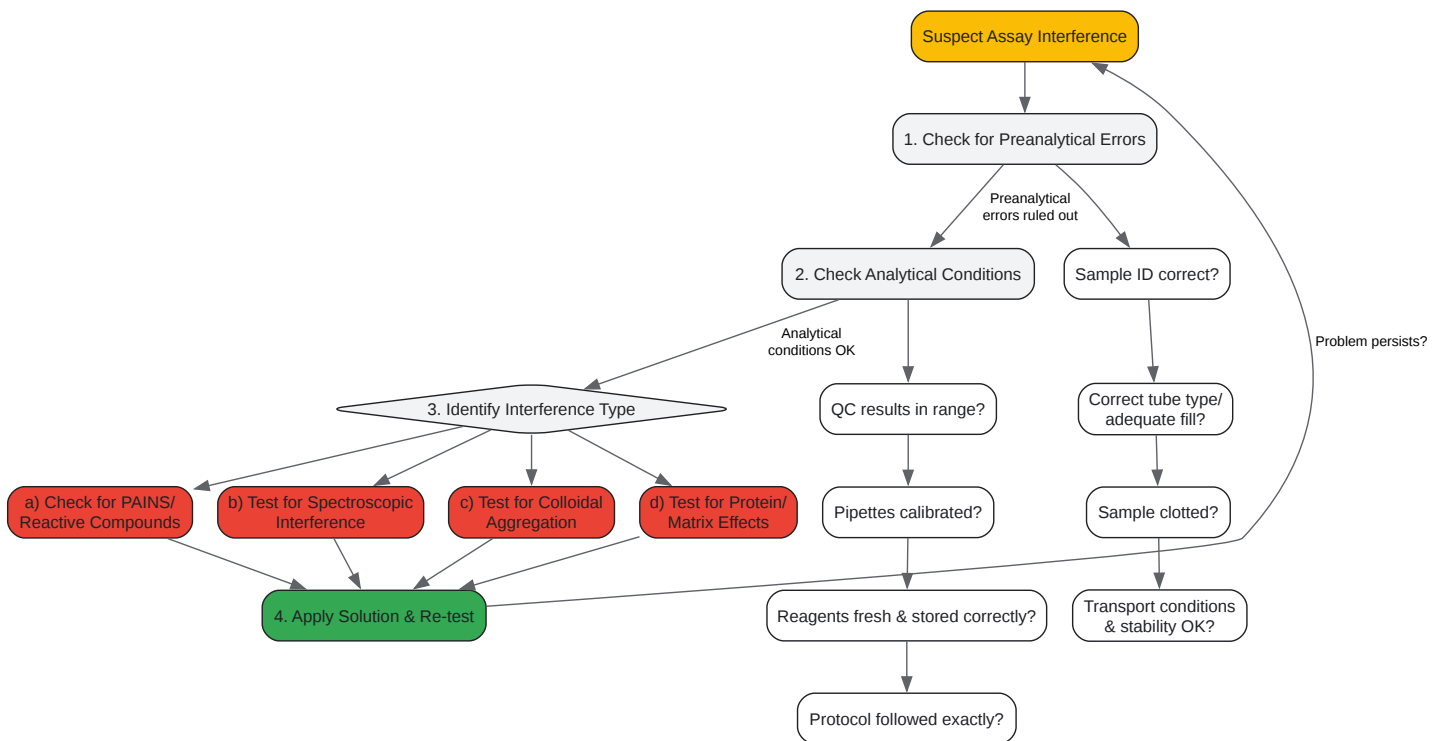 Suspect Assay Interference
1. Check for Preanalytical Errors
Preanalytical
errors ruled out
2. Check Analytical Conditions
Sample ID correct?
Analytical
conditions OK
Problem persists?
3. Identify Interference Type
QC results in range?
Correct tube type/
adequate fill?
a) Check for PAINS/
Reactive Compounds
b) Test for Spectroscopic
Interference
c) Test for Colloidal
Aggregation
d) Test for Protein/
Matrix Effects
Pipettes calibrated?
Sample clotted?
4. Apply Solution & Re-test
Reagents fresh & stored correctly?
Transport conditions
& stability OK?
Protocol followed exactly?